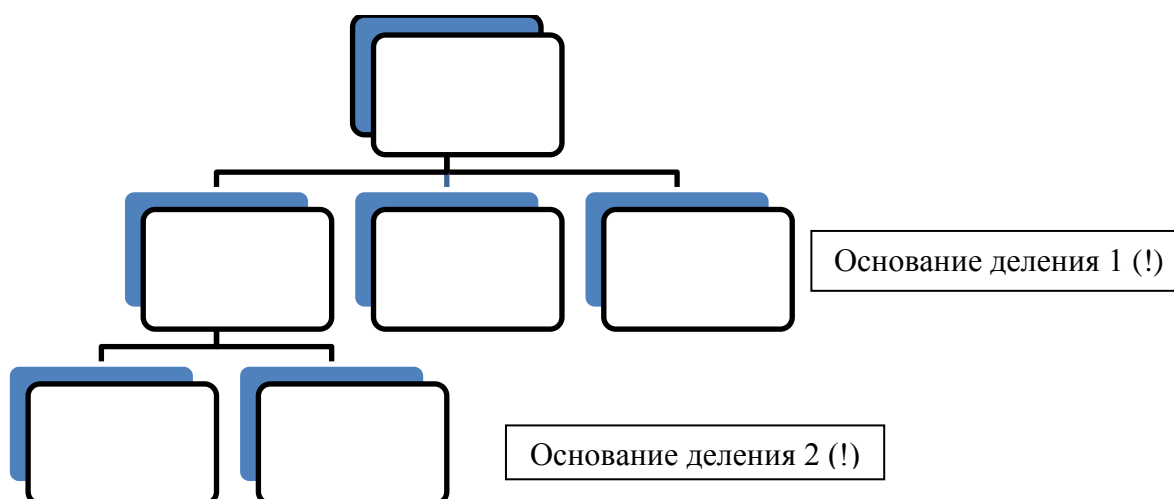 Основание деления 1 (!)
Основание деления 2 (!)